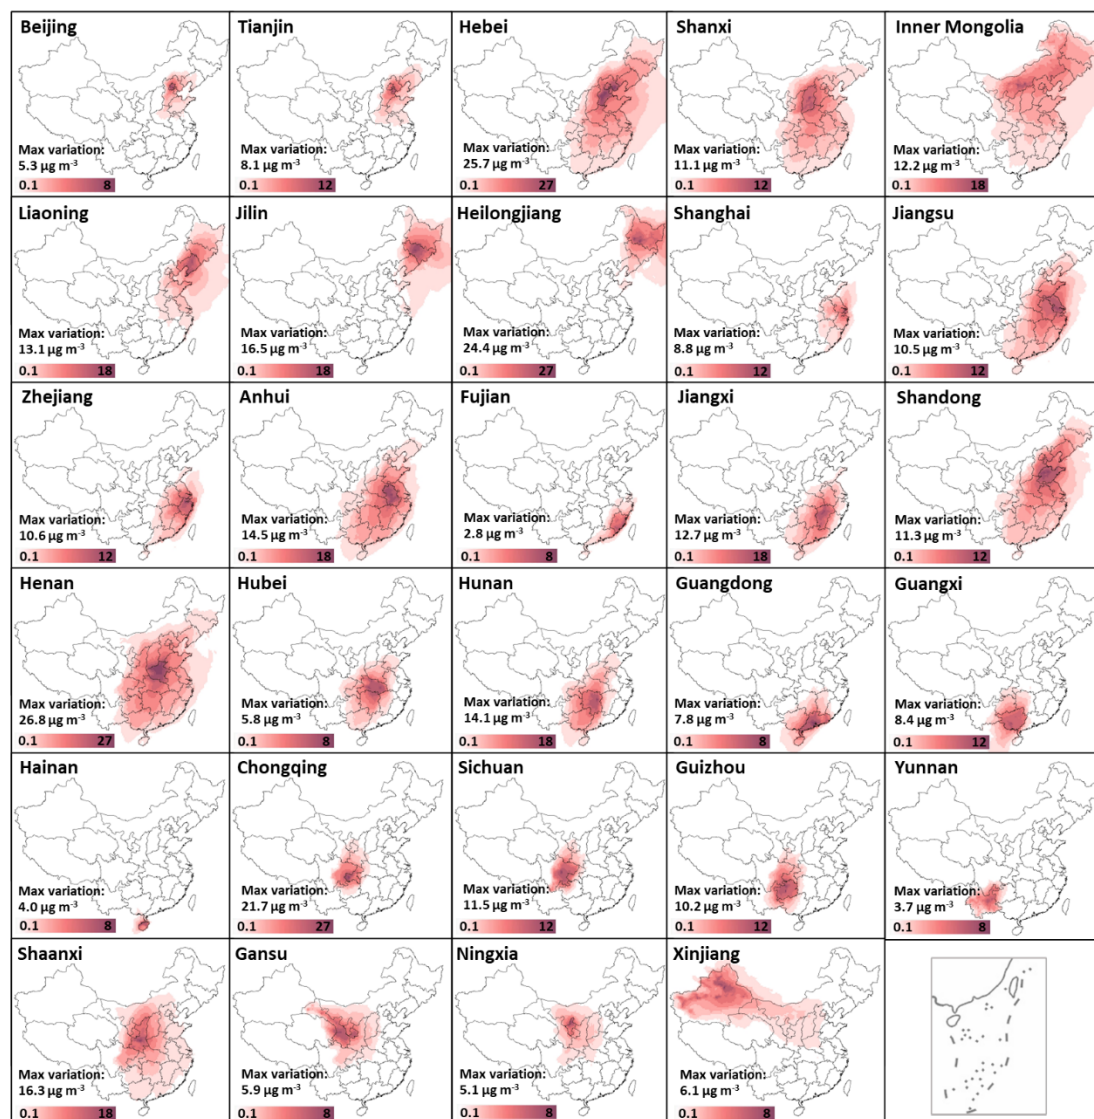 Beijing
Max variation:
5.3 µg m-3
0.1 8
Tianjin
Max variation:
8.1 µg m-3
0.1 12
Hebei
Max variation:
25.7 µg m-3
0.1 27
Shanxi
Max variation:
11.1 µg m-3
0.1 12
Inner Mongolia
Max variation:
12.2 µg m-3
0.1 18
Liaoning
Max variation:
13.1 µg m-3
0.1 18
Jilin
Max variation:
16.5 µg m-3
0.1 18
Heilongjiang
Max variation:
24.4 µg m-3
0.1 27
Shanghai
Max variation:
8.8 µg m-3
0.1 12
Jiangsu
Max variation:
10.5 µg m-3
0.1 12
Zhejiang
Max variation:
10.6 µg m-3
0.1 12
Anhui
Max variation:
14.5 µg m-3
0.1 18
Fujian
Max variation:
2.8 µg m-3
0.1 8
Jiangxi
Max variation:
12.7 µg m-3
0.1 18
Shandong
Max variation:
11.3 µg m-3
0.1 12
Henan
Max variation:
26.8 µg m-3
0.1 27
Hubei
Max variation:
5.8 µg m-3
0.1 8
Hunan
Max variation:
14.1 µg m-3
0.1 18
Guangdong
Max variation:
7.8 µg m-3
0.1 8
Guangxi
Max variation:
8.4 µg m-3
0.1 12
Hainan
Max variation:
4.0 µg m-3
0.1 8
Chongqing
Max variation:
21.7 µg m-3
0.1 27
Sichuan
Max variation:
11.5 µg m-3
0.1 12
Guizhou
Max variation:
10.2 µg m-3
0.1 12
Yunnan
Max variation:
3.7 µg m-3
0.1 8
Shaanxi
Max variation:
16.3 µg m-3
0.1 18
Gansu
Max variation:
5.9 µg m-3
0.1 8
Ningxia
Max variation:
5.1 µg m-3
0.1 8
Xinjiang
Max variation:
6.1 µg m-3
0.1 8